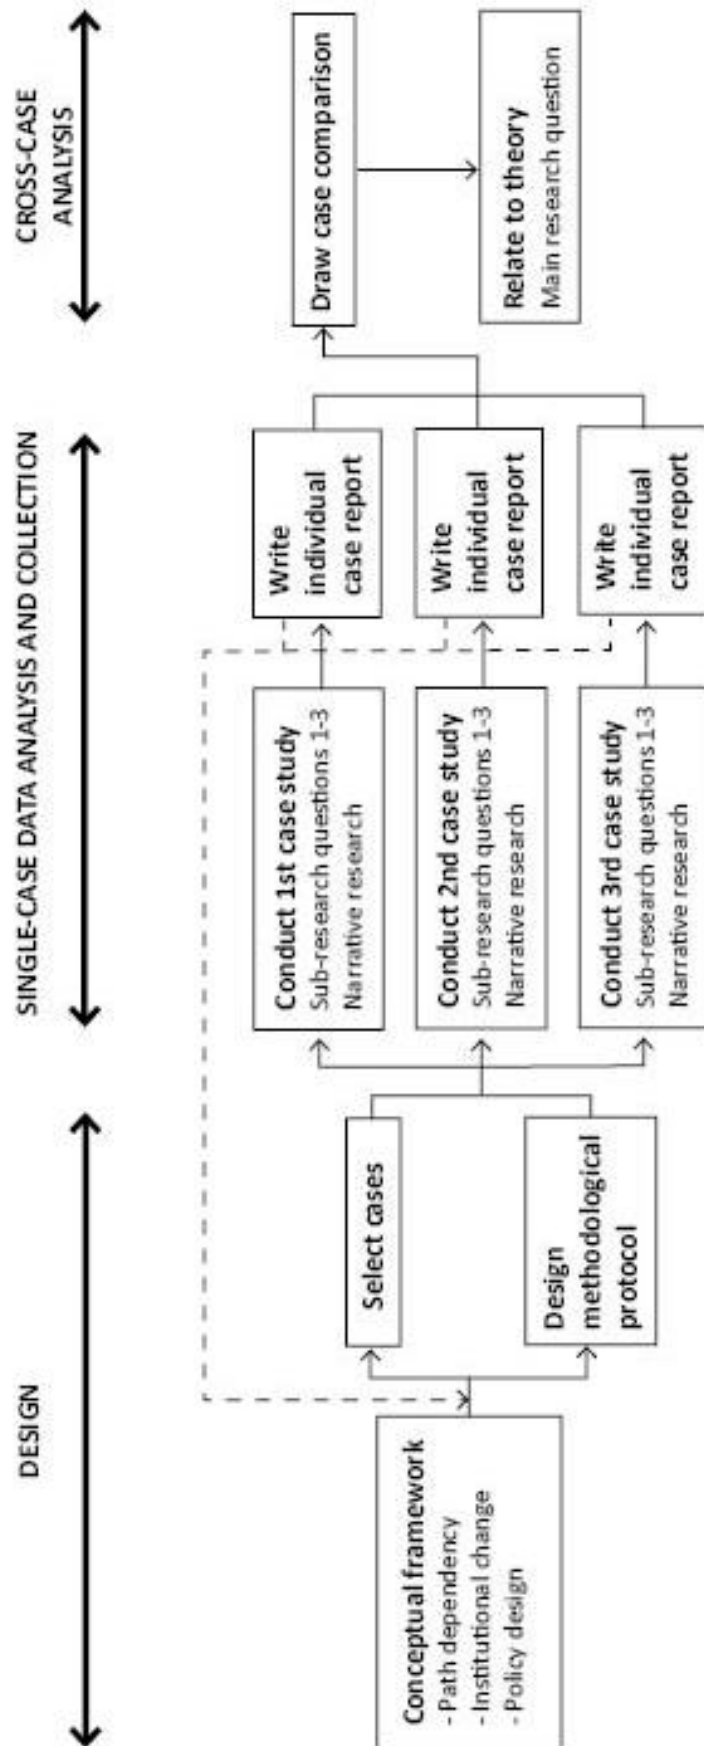 DESIGN
SINGLE-CASE DATA ANALYSIS AND COLLECTION
CROSS-CASE
ANALYSIS
Conceptual framework
- Path dependency
- Institutional change
- Policy design
Select cases
Design
methodological
protocol
Conduct 1st case study
Sub-research questions 1-3
Narrative research
Conduct 2nd case study
Sub-research questions 1-3
Narrative research
Conduct 3rd case study
Sub-research questions 1-3
Narrative research
Write
individual
case report
Write
individual
case report
Write
individual
case report
Draw case comparison
Relate to theory
Main research question